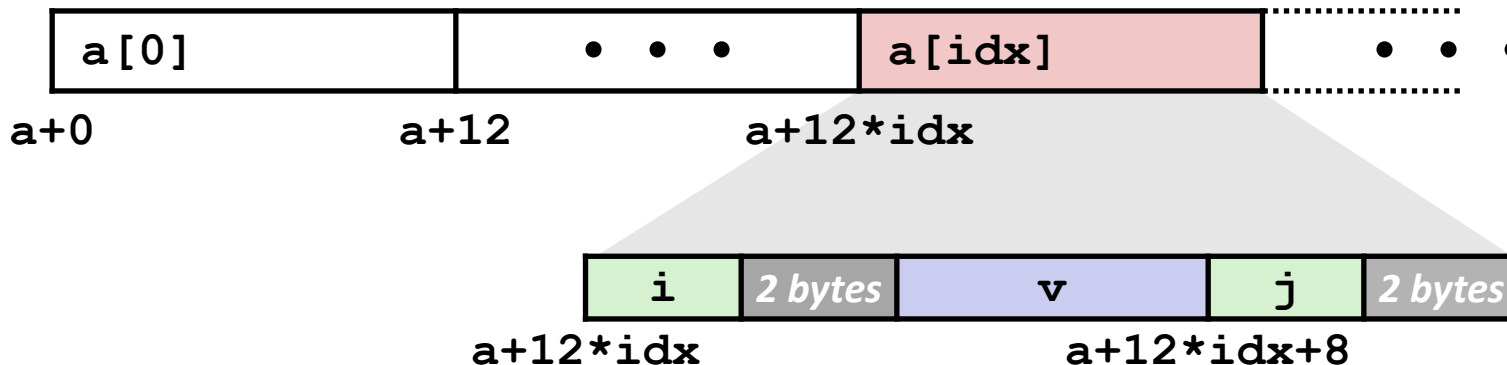 a[0] • • • a[idx] • • •
a+0 a+12 a+12*idx
i 2 bytes v j 2 bytes
a+12*idx a+12*idx+8